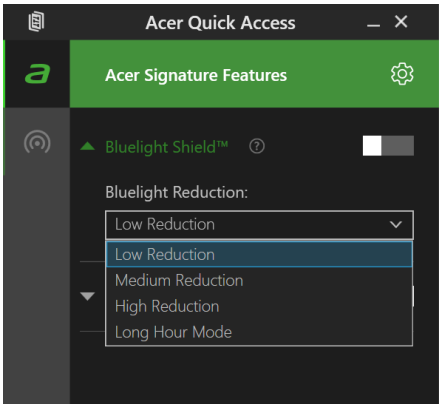 Acer Quick Access
a
Acer Signature Features
Bluelight Shield™ ?
Bluelight Reduction:
Low Reduction
Low Reduction
Medium Reduction
High Reduction
Long Hour Mode